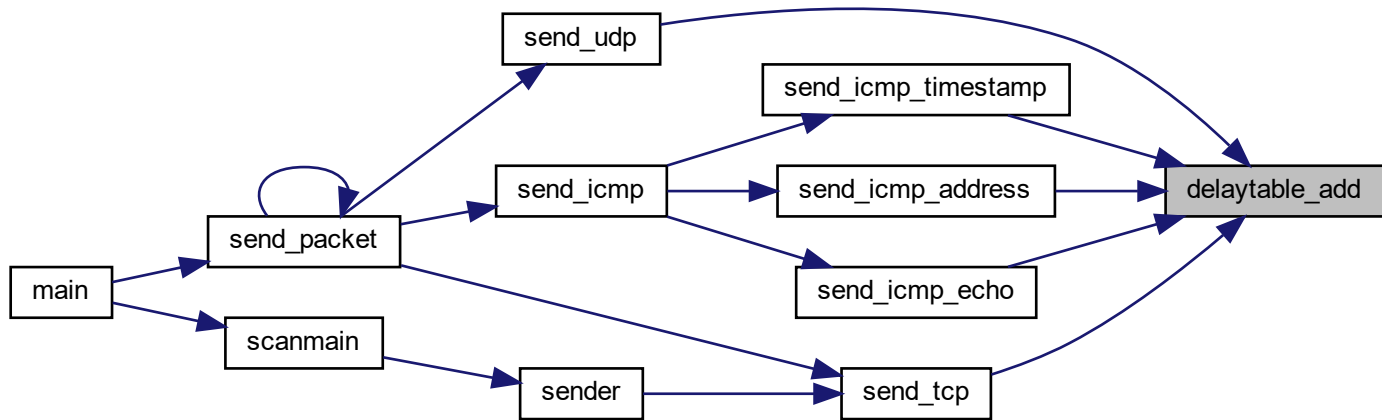 send_udp
send_icmp_timestamp
send_icmp
send_icmp_address
delaytable_add
send_packet
main
send_icmp_echo
scanmain
sender
send_tcp